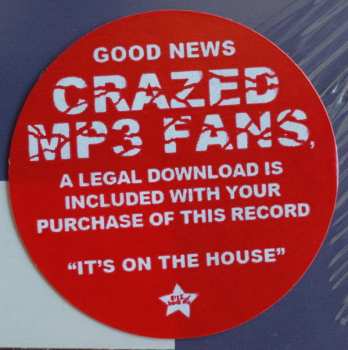 GOOD NEWS
CRAZED
MP3 FANS,
A LEGAL DOWNLOAD IS
INCLUDED WITH YOUR
PURCHASE OF THIS RECORD
"IT'S ON THE HOUSE"